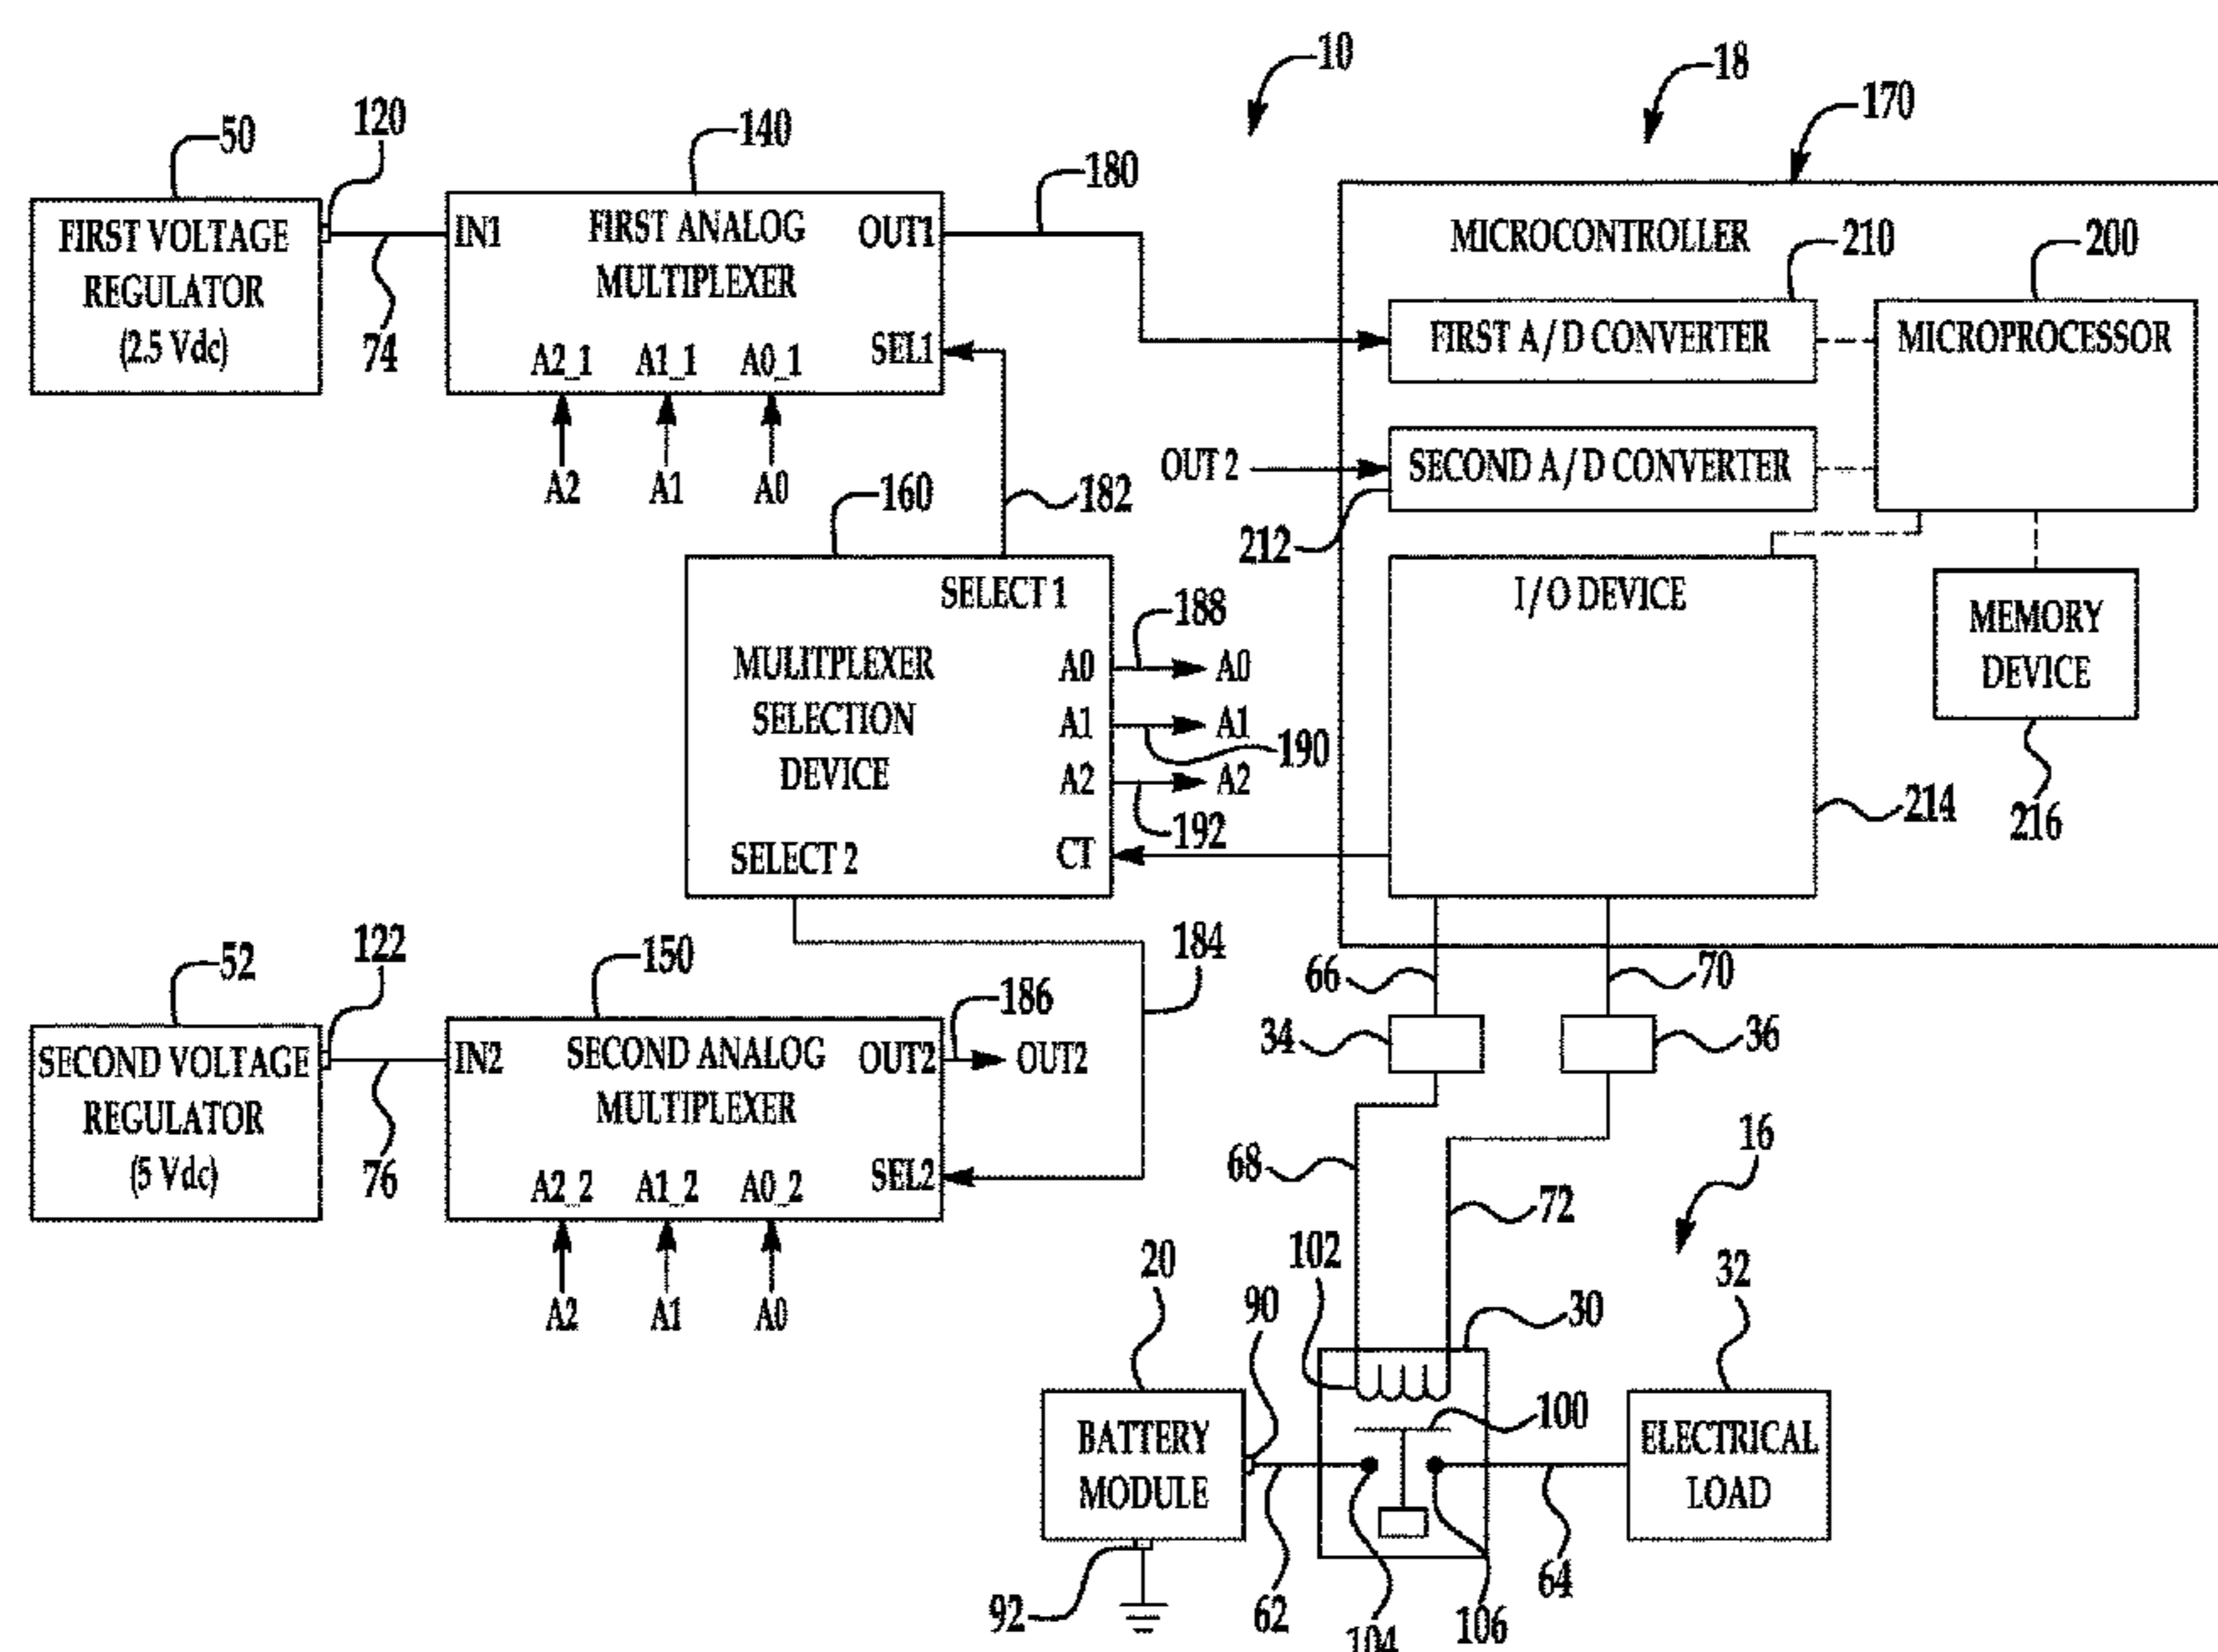 10
18
170
50
120
140
180
FIRST VOLTAGE
REGULATOR
(2.5 Vdc)
74
IN1
FIRST ANALOG
MULTIPLEXER
OUT1
SEL1
A2_1
A1_1
A0_1
A2
A1
A0
MICROCONTROLLER
210
200
FIRST A/D CONVERTER
MICROPROCESSOR
OUT 2
SECOND A/D CONVERTER
212
160
182
SELECT 1
MULITPLEXER
SELECTION
DEVICE
SELECT 2
A0
A1
A2
CT
188
A0
A1
190
A2
192
I/O DEVICE
MEMORY
DEVICE
214
216
52
122
150
186
184
SECOND VOLTAGE
REGULATOR
(5 Vdc)
76
IN2
SECOND ANALOG
MULTIPLEXER
OUT2
OUT2
SEL2
A2_2
A1_2
A0_2
A2
A1
A0
66
70
34
36
68
72
16
20
90
102
30
32
100
BATTERY
MODULE
ELECTRICAL
LOAD
92
62
104
106
64